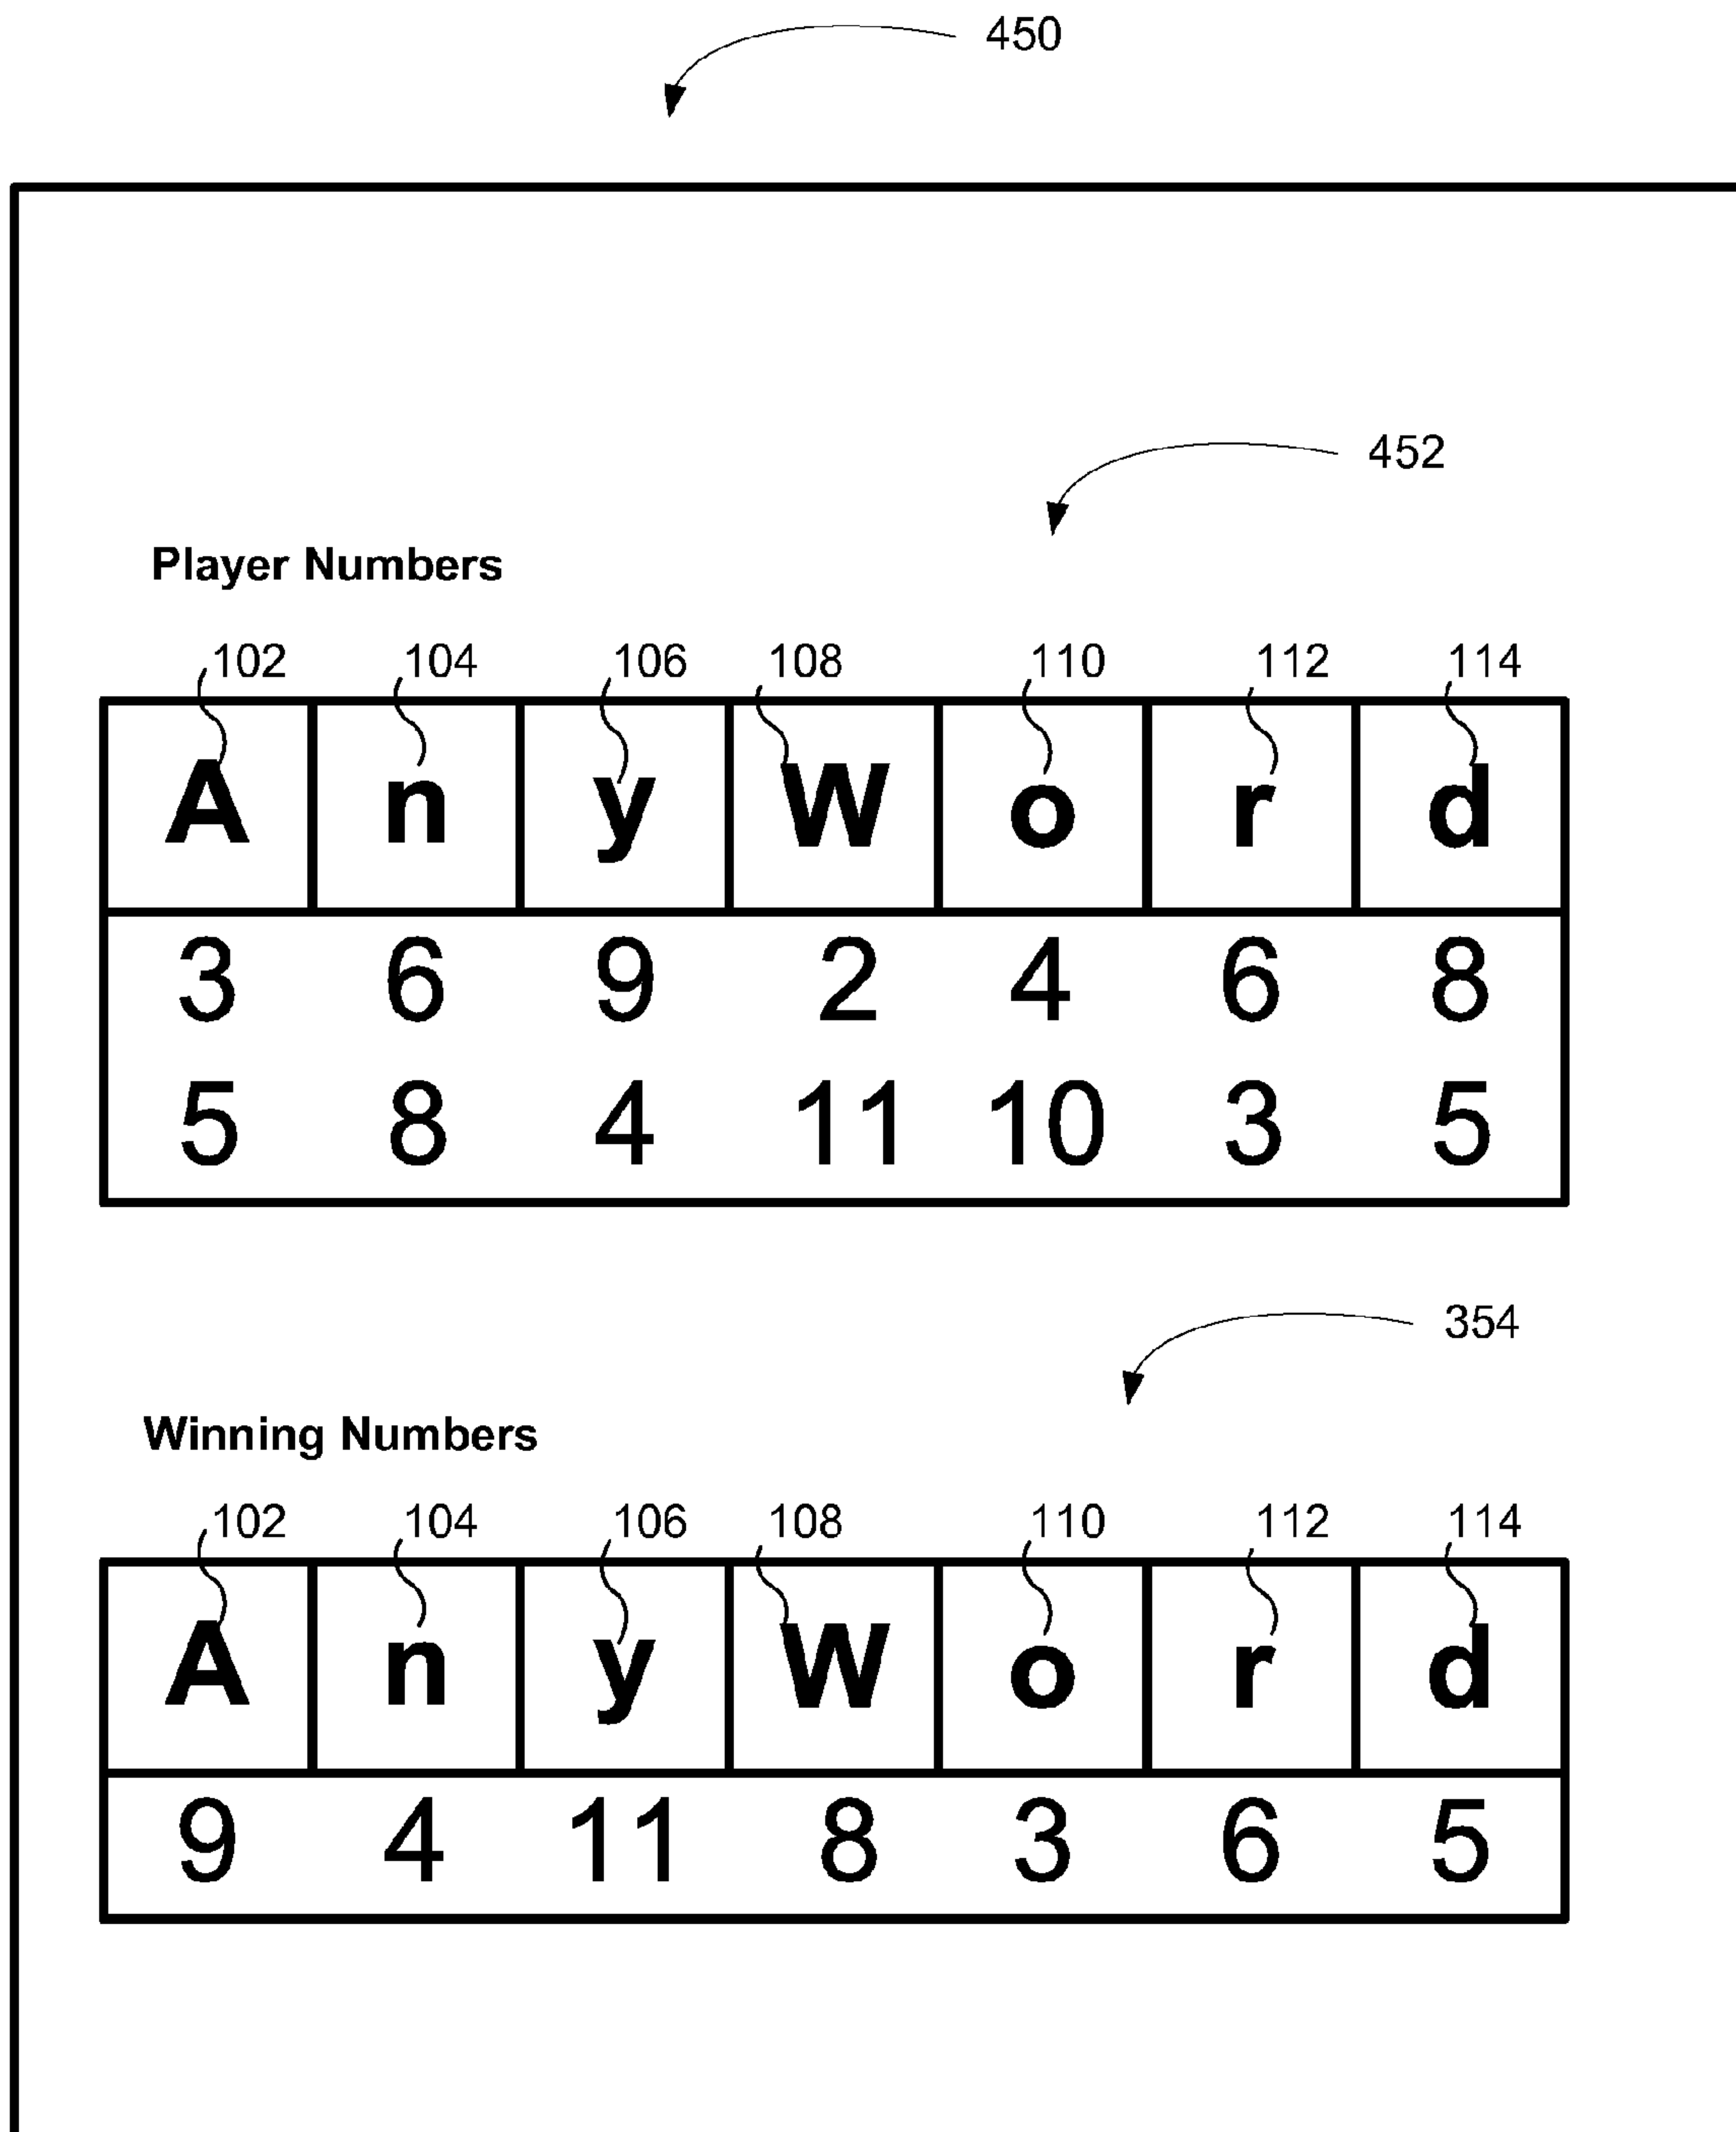 450
452
Player Numbers
102 104 106 108 110 112 114
A n y W o r d
3 6 9 2 4 6 8
5 8 4 11 10 3 5
354
Winning Numbers
102 104 106 108 110 112 114
A n y W o r d
9 4 11 8 3 6 5